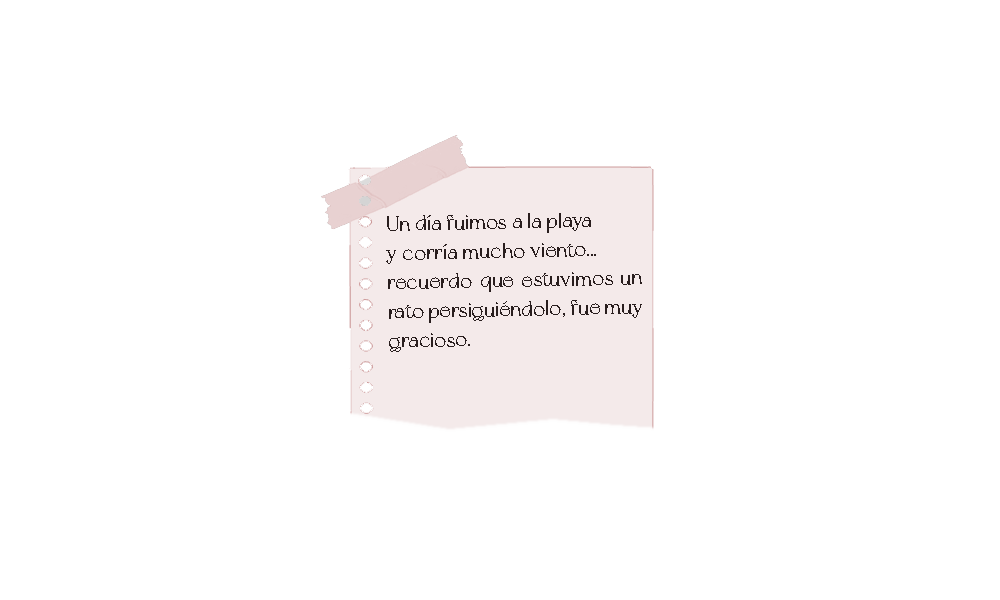 Un día fuimos a la playa
y corría mucho viento...
recuerdo que estuvimos un
rato persiguiéndolo, fue muy
gracioso.